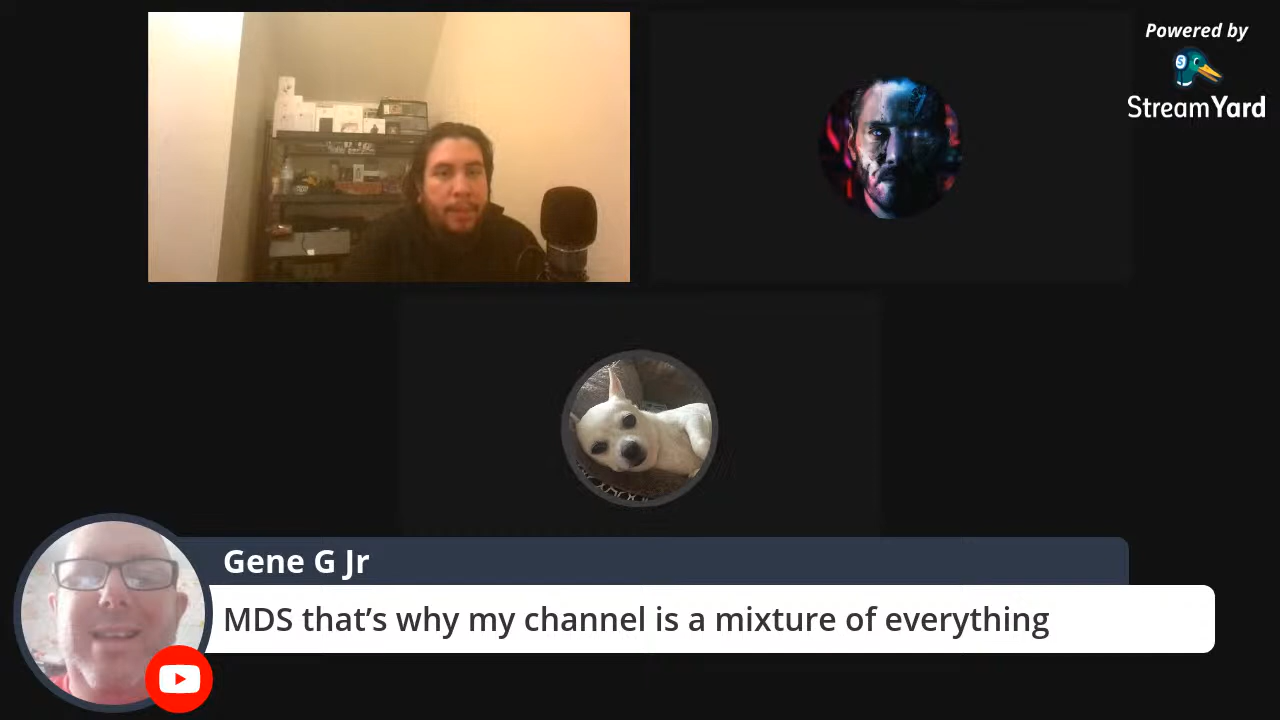 Powered by
StreamYard
Gene G Jr
MDS that’s why my channel is a mixture of everything